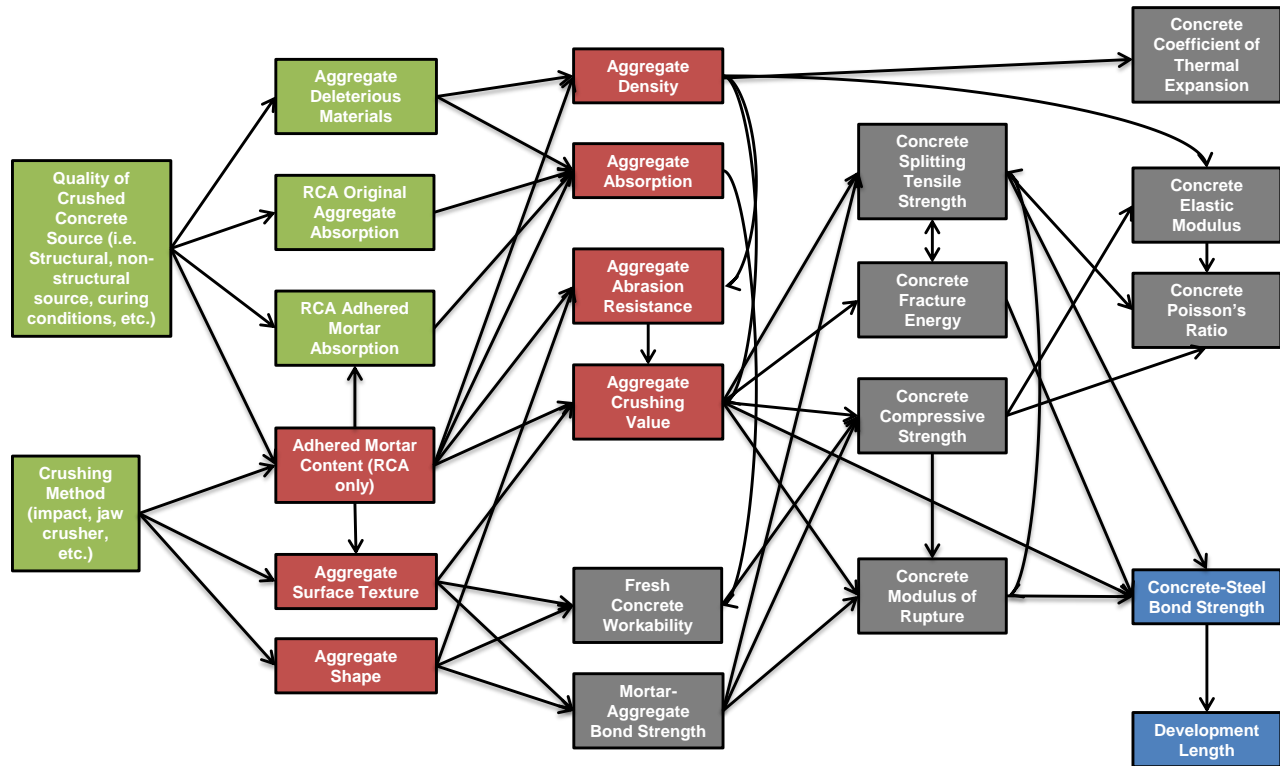 Quality of
Crushed
Concrete
Source (i.e.
Structural, non-
structural
source, curing
conditions, etc.)
Crushing
Method
(impact, jaw
crusher,
etc.)
Aggregate
Deleterious
Materials
RCA Original
Aggregate
Absorption
RCA Adhered
Mortar
Absorption
Adhered Mortar
Content (RCA
only)
Aggregate
Surface Texture
Aggregate
Shape
Aggregate
Density
Aggregate
Absorption
Aggregate
Abrasion
Resistance
Aggregate
Crushing
Value
Fresh
Concrete
Workability
Mortar-
Aggregate
Bond Strength
Concrete
Splitting
Tensile
Strength
Concrete
Fracture
Energy
Concrete
Compressive
Strength
Concrete
Modulus of
Rupture
Concrete
Coefficient of
Thermal
Expansion
Concrete
Elastic
Modulus
Concrete
Poisson’s
Ratio
Concrete-Steel
Bond Strength
Development
Length